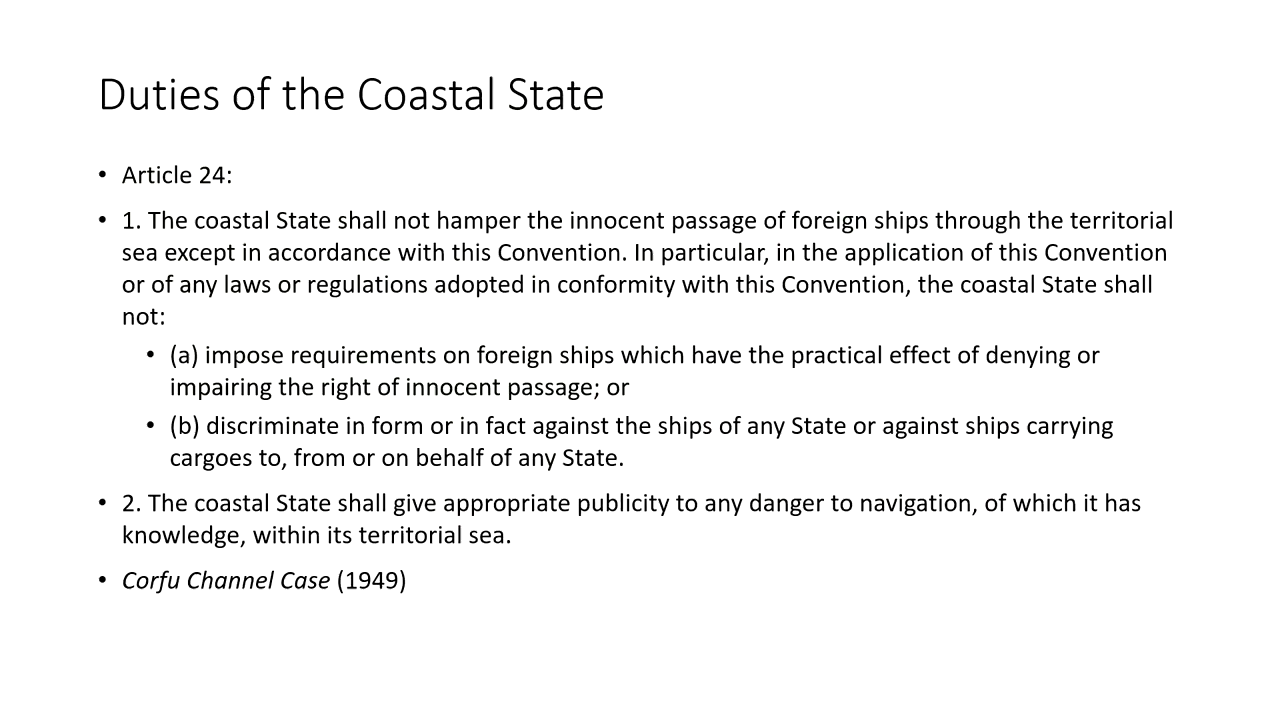 Duties of the Coastal State
• Article 24:
• 1. The coastal State shall not hamper the innocent passage of foreign ships through the territorial
sea except in accordance with this Convention. In particular, in the application of this Convention
or of any laws or regulations adopted in conformity with this Convention, the coastal State shall
not:
• (a) impose requirements on foreign ships which have the practical effect of denying or
impairing the right of innocent passage; or
• (b) discriminate in form or in fact against the ships of any State or against ships carrying
cargoes to, from or on behalf of any State.
• 2. The coastal State shall give appropriate publicity to any danger to navigation, of which it has
knowledge, within its territorial sea.
• Corfu Channel Case (1949)